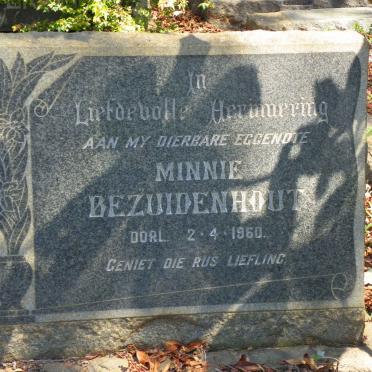 In
Liefdevolle Herinnering
AAN MY DIERBARE EGGENOTE
MINNIE
BEZUIDENHOUT
OORL. 2-4-1960.
GENIET DIE RUS LIEFLING